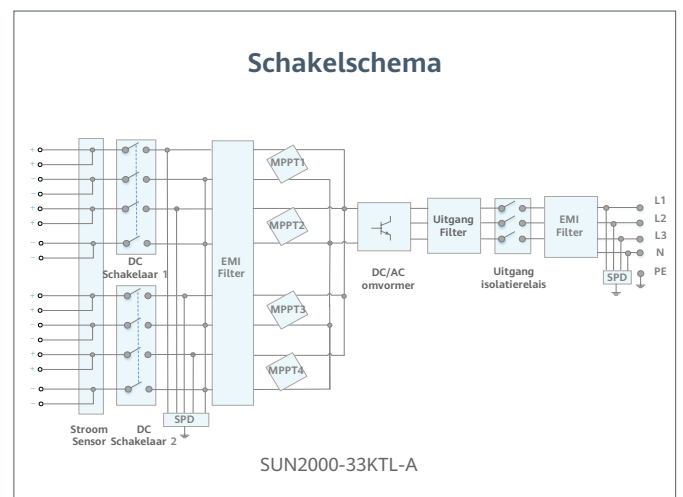 Schakelschema
+
+
−
−
+
+
−
−
+
+
−
−
+
+
−
−
MPPT1
MPPT2
MPPT3
MPPT4
EMI
Filter
DC
Schakelaar 1
Stroom
Sensor
DC
Schakelaar 2
SPD
DC/AC
omvormer
Uitgang
Filter
Uitgang
isolatierelais
EMI
Filter
L1
L2
L3
N
PE
SPD
SUN2000-33KTL-A